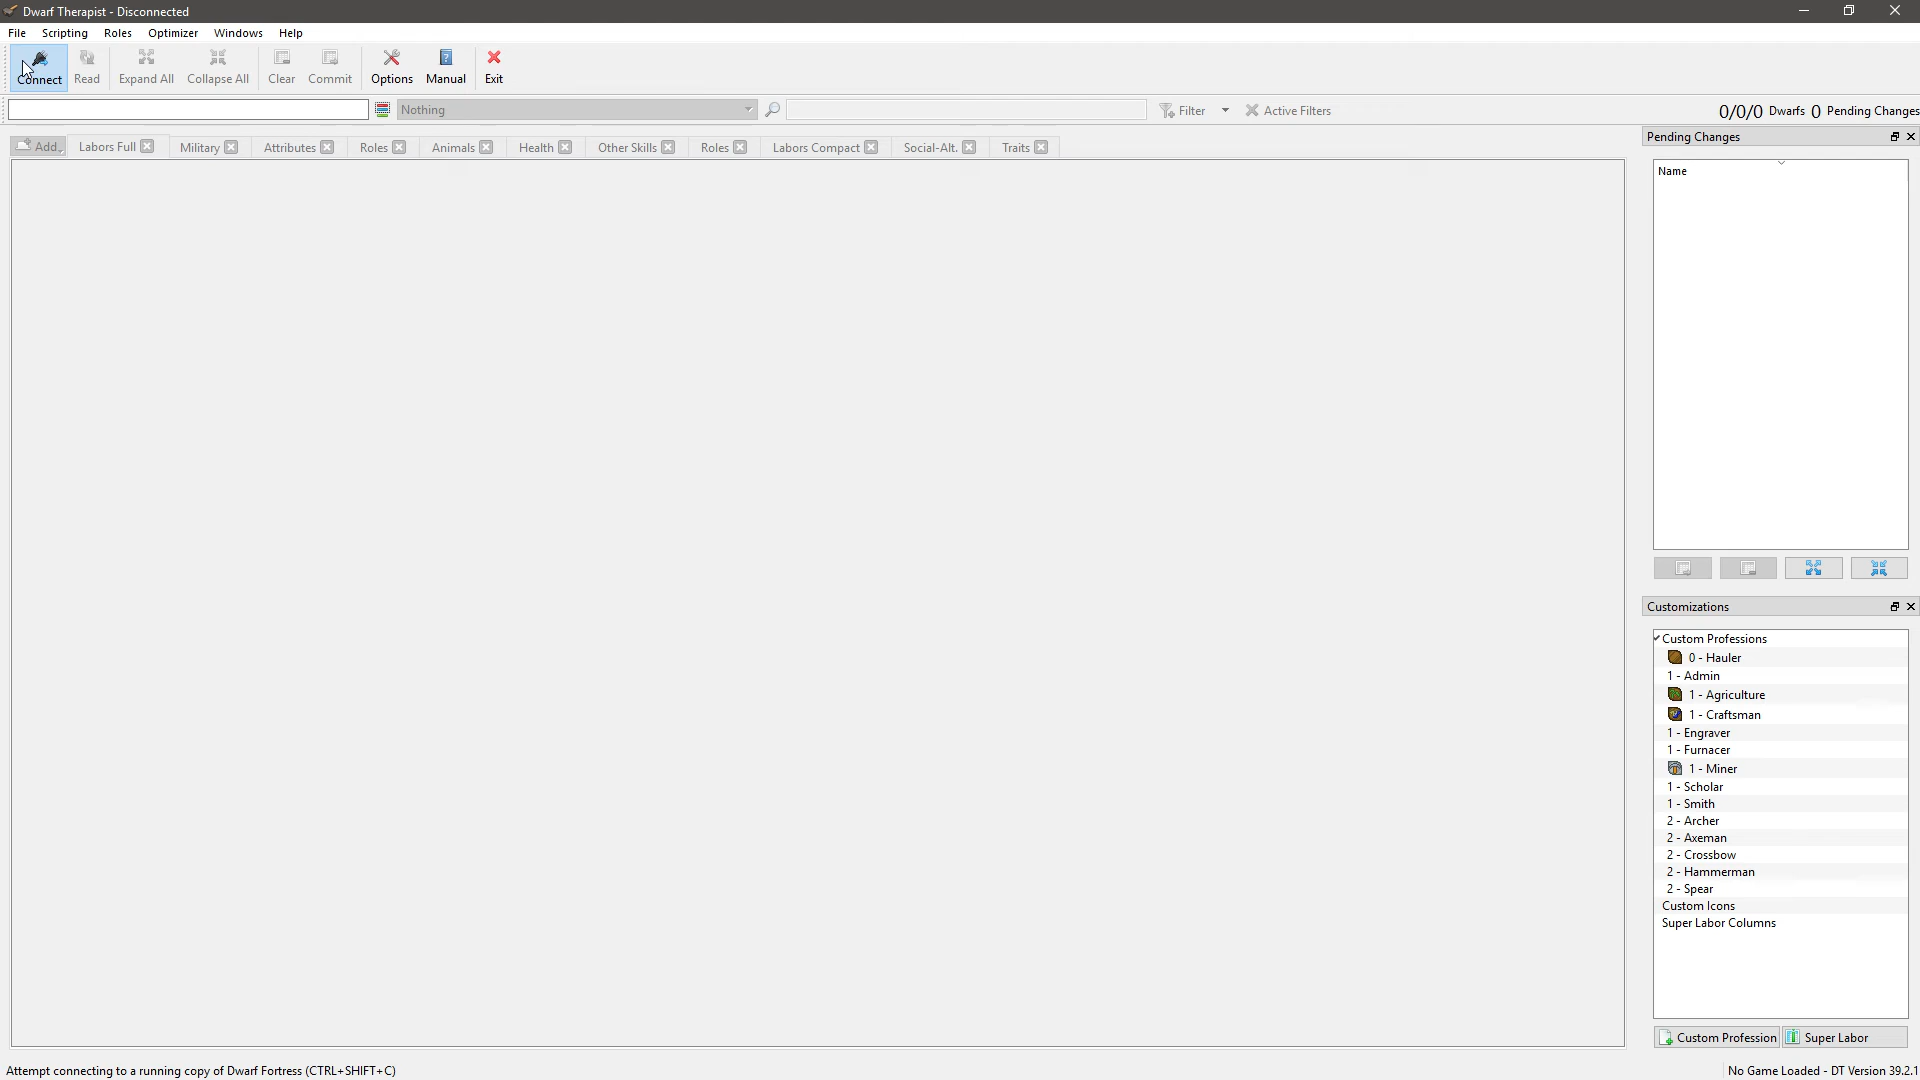 Dwarf Therapist - Disconnected
File Scripting Roles Optimizer Windows Help
Connect Read Expand All Collapse All Clear Commit Options Manual Exit
Nothing Filter Active Filters 0/0/0 Dwarfs 0 Pending Changes
Add Labors Full Military Attributes Roles Animals Health Other Skills Roles Labors Compact Social-Alt. Traits
Pending Changes
Name
Customizations
Custom Professions
0 - Hauler
1 - Admin
1 - Agriculture
1 - Craftsman
1 - Engraver
1 - Furnacer
1 - Miner
1 - Scholar
1 - Smith
2 - Archer
2 - Axeman
2 - Crossbow
2 - Hammerman
2 - Spear
Custom Icons
Super Labor Columns
Custom Profession Super Labor
Attempt connecting to a running copy of Dwarf Fortress (CTRL+SHIFT+C) No Game Loaded - DT Version 39.2.1